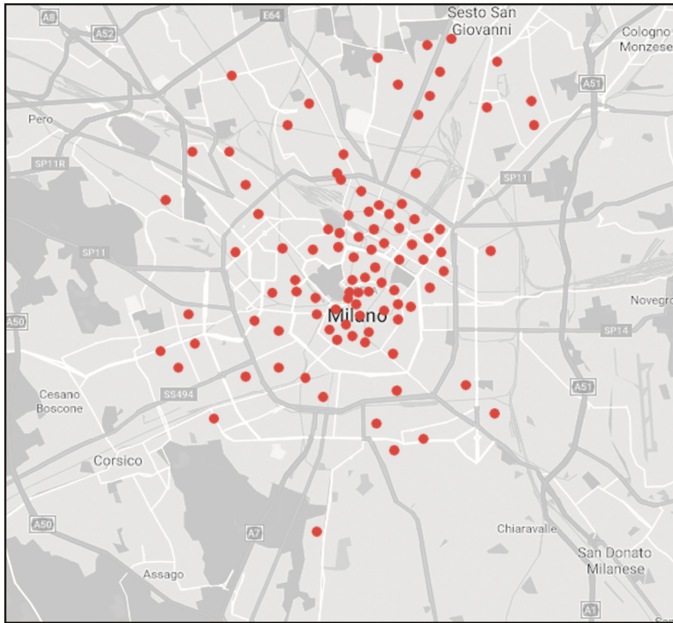 Sesto San
Giovanni
A8
E64
A52
Cologno
Monzese
A51
Pero
SP11R
SP11
SP11
A50
Novegro
Milano
SP14
A51
Cesano
Boscone
SS494
Corsico
A50
A7
Chiaravalle
San Donato
Milanese
Assago
A1